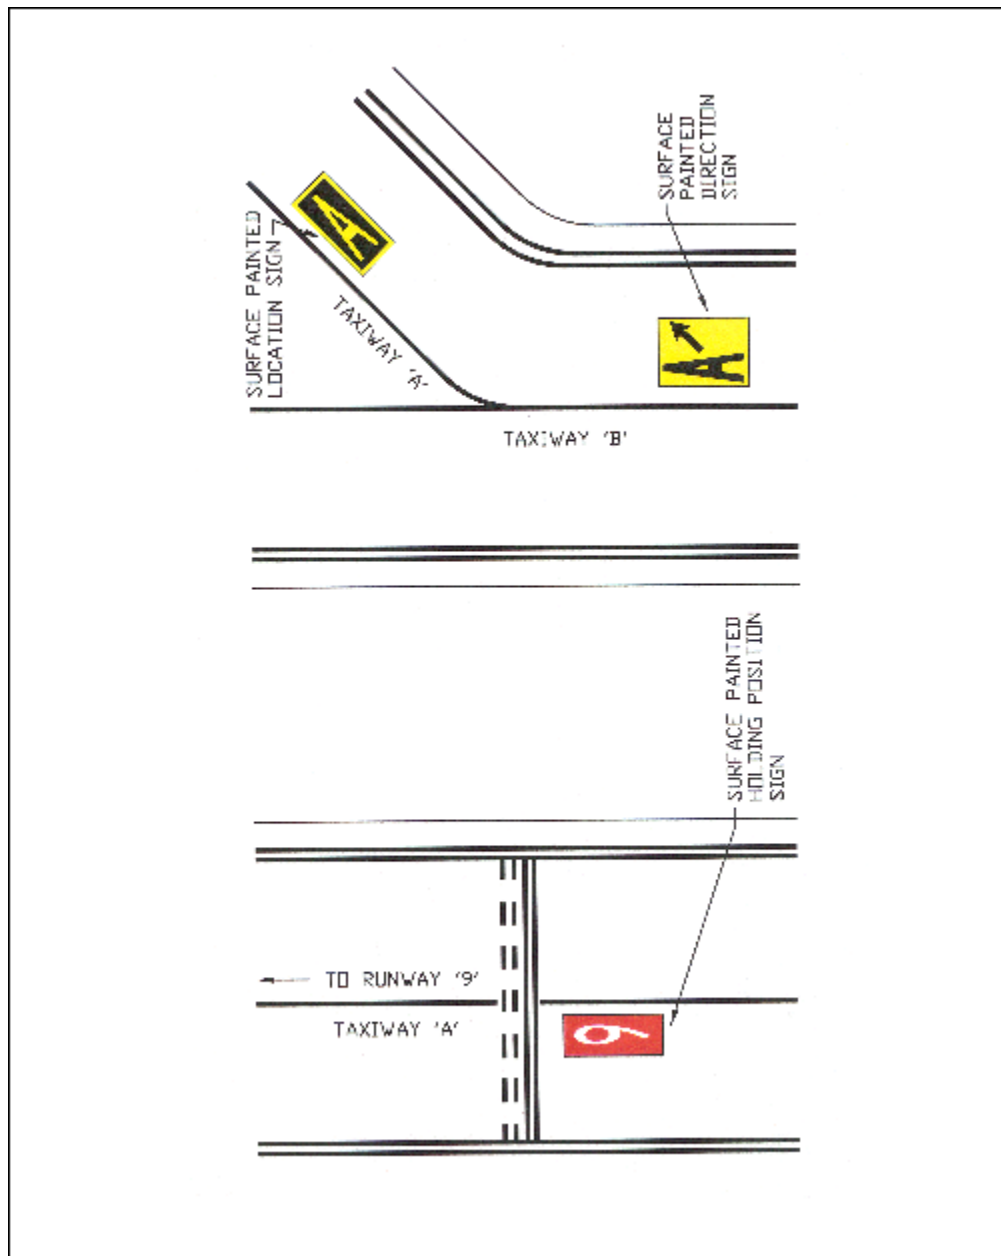 SURFACE PAINTED
LOCATION SIGN
A
TAXIWAY 'A'
SURFACE
PAINTED
DIRECTION
SIGN
A
TAXIWAY 'B'
SURFACE PAINTED
HOLDING POSITION
SIGN
TO RUNWAY '9'
TAXIWAY 'A'
9